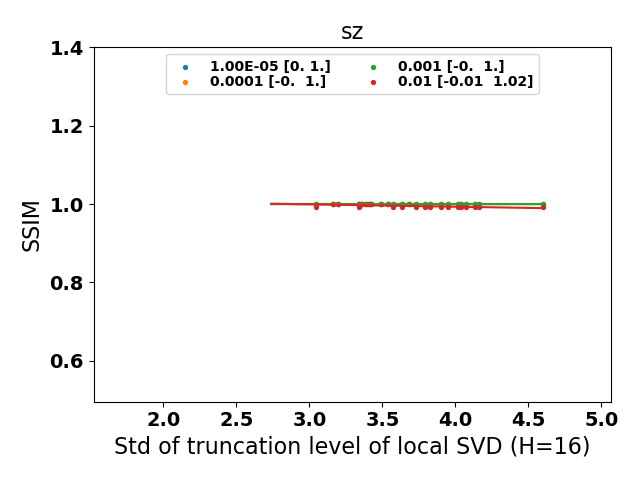 sz
1.00E-05 [0. 1.]
0.0001 [-0.  1.]
0.001 [-0.  1.]
0.01 [-0.01  1.02]
1.4
1.2
1.0
0.8
0.6
SSIM
2.0 2.5 3.0 3.5 4.0 4.5 5.0
Std of truncation level of local SVD (H=16)